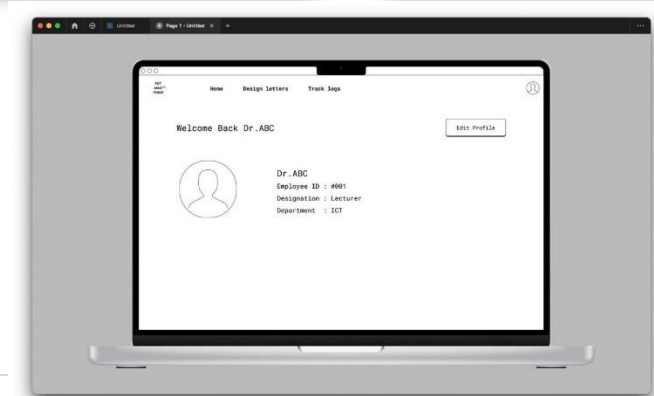 Untitled
Page 1 - Untitled
Home Design letters Track logs
Welcome Back Dr.ABC
Edit Profile
Dr.ABC
Employee ID : #001
Designation : Lecturer
Department : ICT